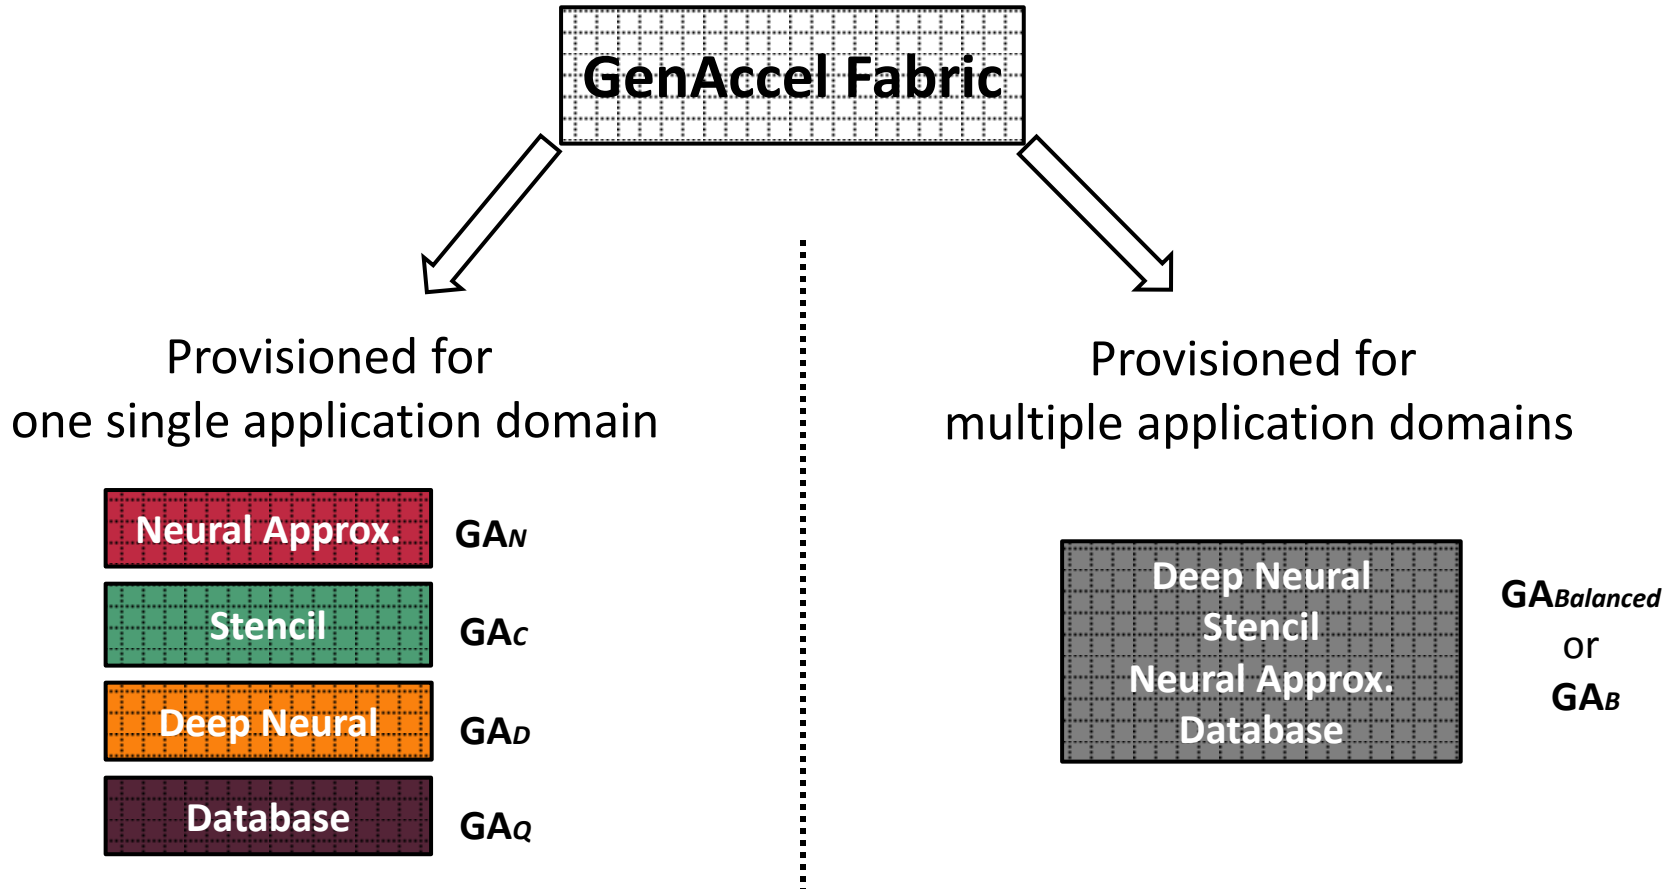 GenAccel Fabric
Provisioned for
one single application domain
Neural Approx.
GAN
Stencil
GAC
Deep Neural
GAD
Database
GAQ
Provisioned for
multiple application domains
Deep Neural
Stencil
Neural Approx.
Database
GABalanced
or
GAB